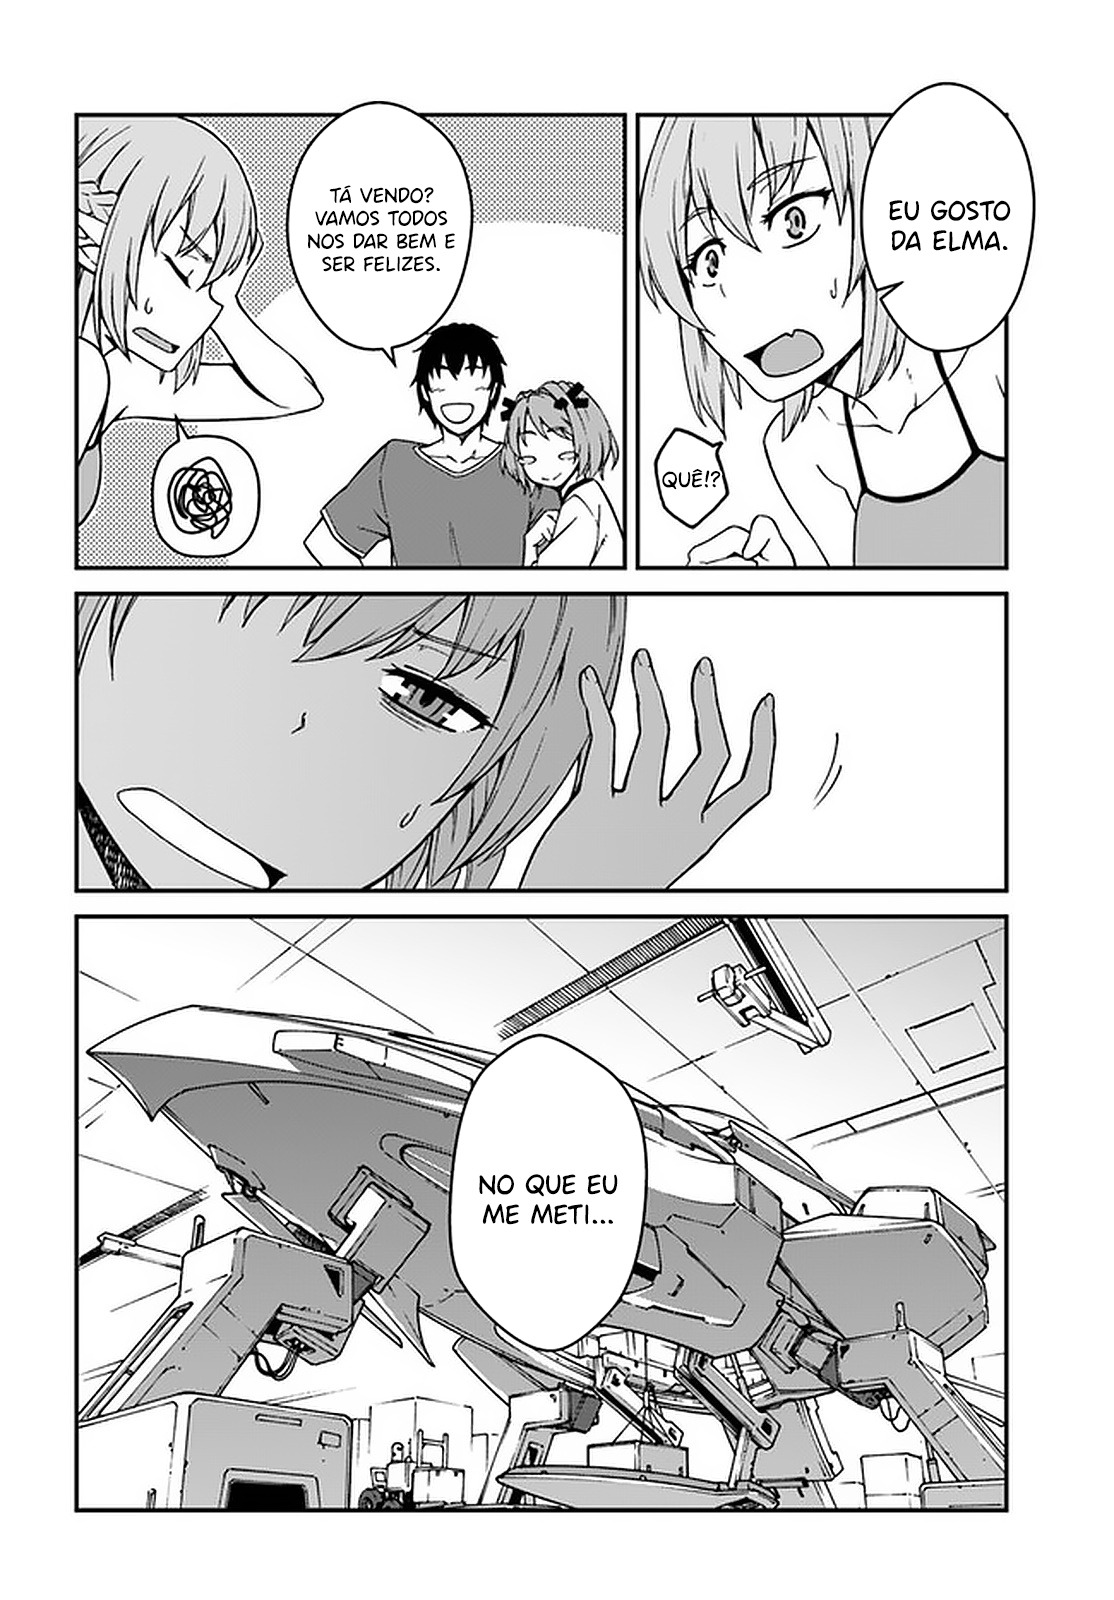 EU GOSTO
DA ELMA.
QUÊ!?
TÁ VENDO?
VAMOS TODOS
NOS DAR BEM E
SER FELIZES.
NO QUE EU
ME METI...